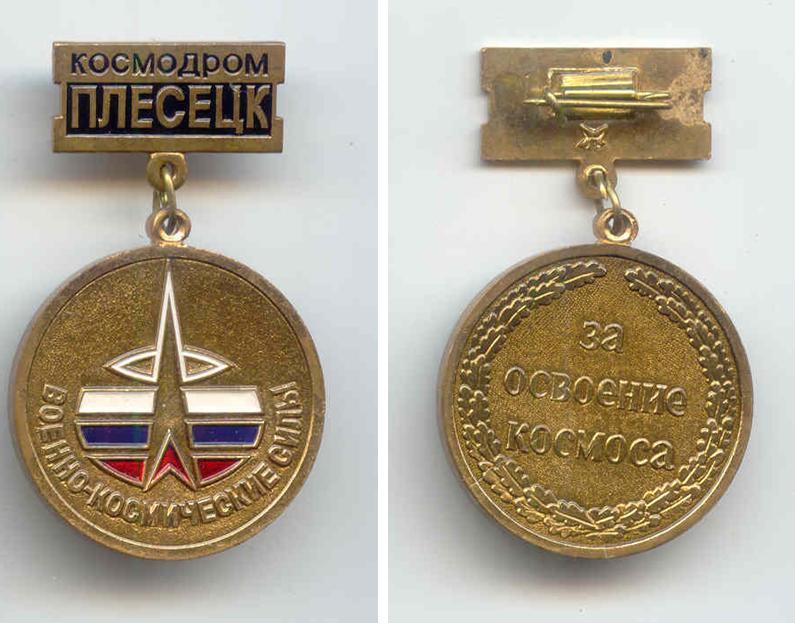 космодром
ПЛЕСЕЦК
ВОЕННО-КОСМИЧЕСКИЕ СИЛЫ
за
освоение
космоса